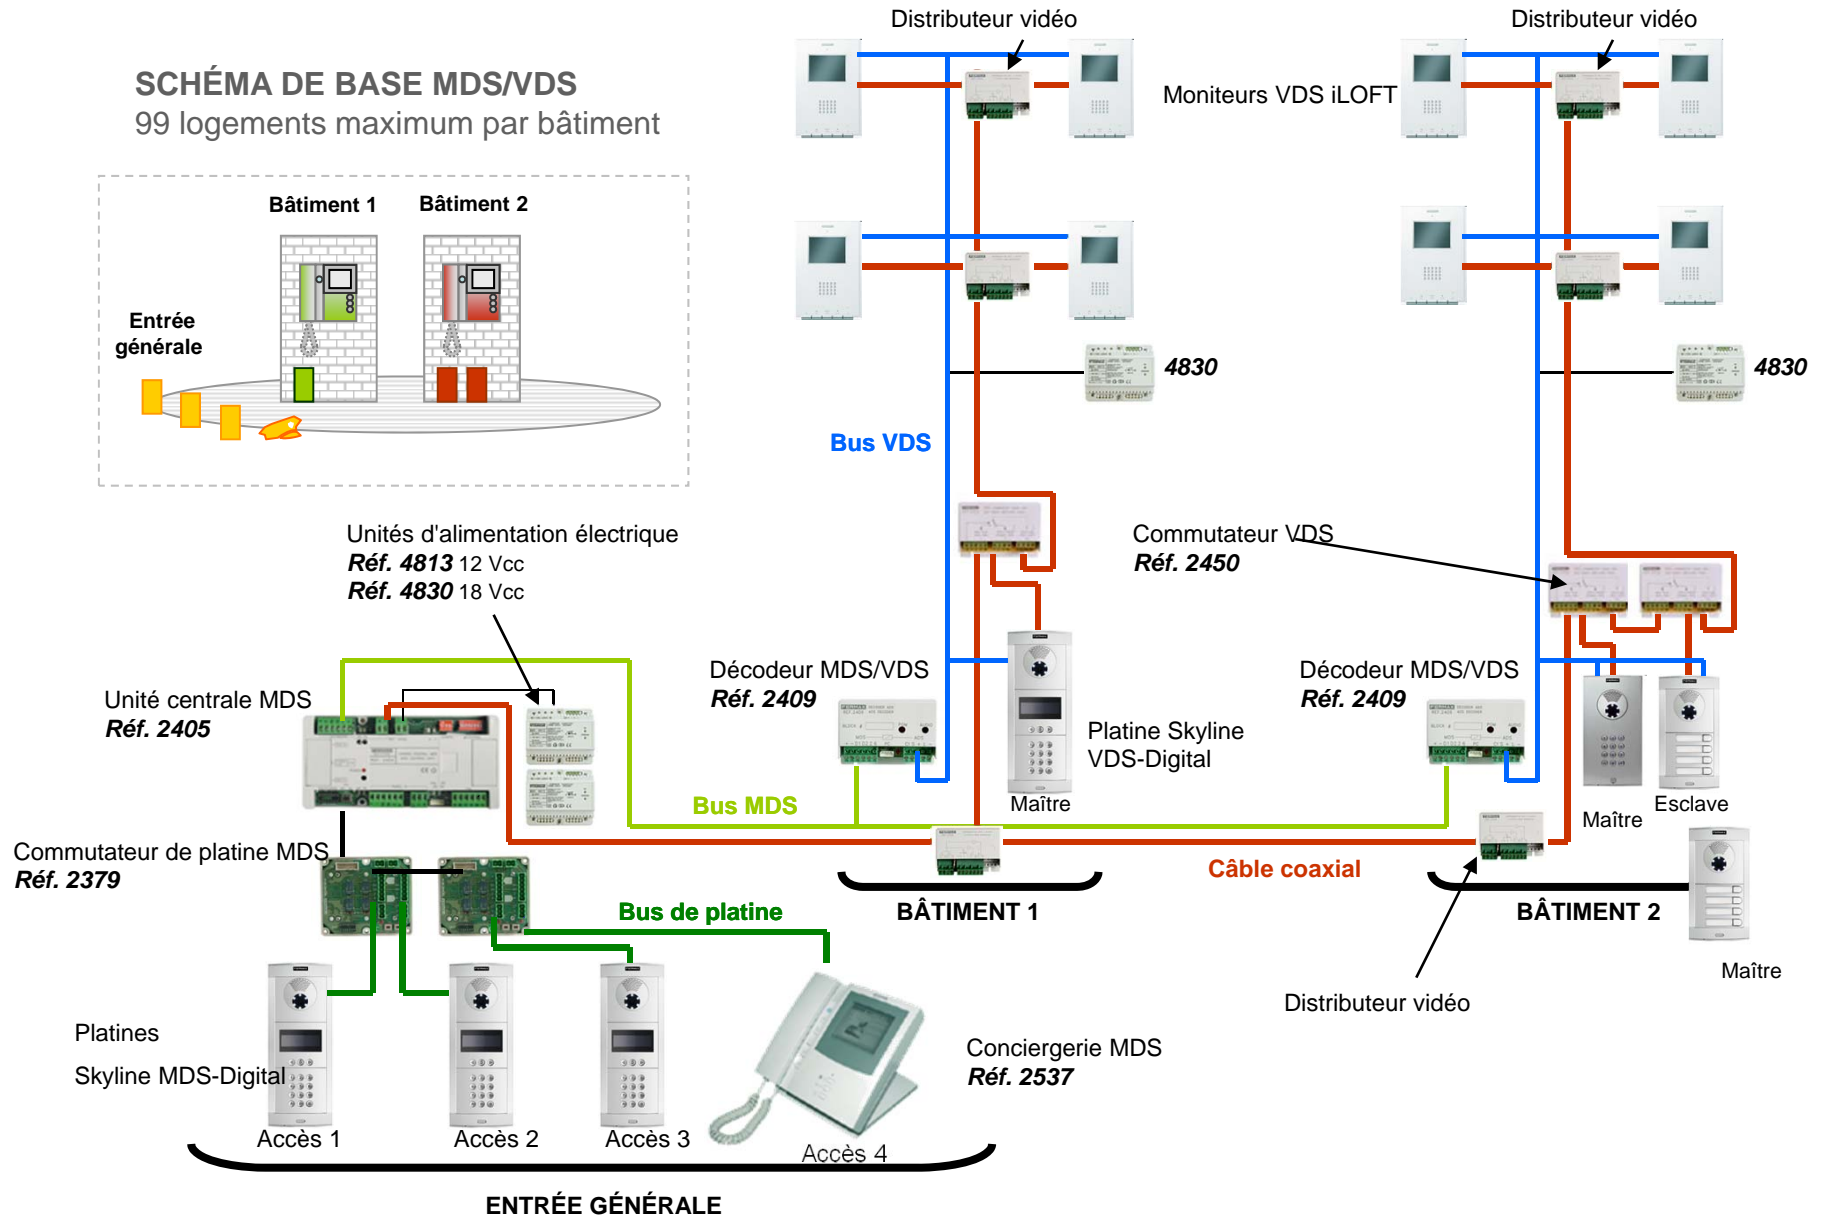 Distributeur vidéo
Distributeur vidéo
SCHÉMA DE BASE MDS/VDS
99 logements maximum par bâtiment
Moniteurs VDS iLOFT
Bâtiment 1
Bâtiment 2
Entrée
générale
4830
4830
Bus VDS
Unités d'alimentation électrique
Réf. 4813 12 Vcc
Réf. 4830 18 Vcc
Commutateur VDS
Réf. 2450
Décodeur MDS/VDS
Réf. 2409
Décodeur MDS/VDS
Réf. 2409
Unité centrale MDS
Réf. 2405
Platine Skyline
VDS-Digital
Maître
Esclave
Maître
Bus MDS
Commutateur de platine MDS
Réf. 2379
Câble coaxial
Bus de platine
BÂTIMENT 1
BÂTIMENT 2
Maître
Distributeur vidéo
Platines
Skyline MDS-Digital
Conciergerie MDS
Réf. 2537
Accès 1
Accès 2
Accès 3
Accès 4
ENTRÉE GÉNÉRALE